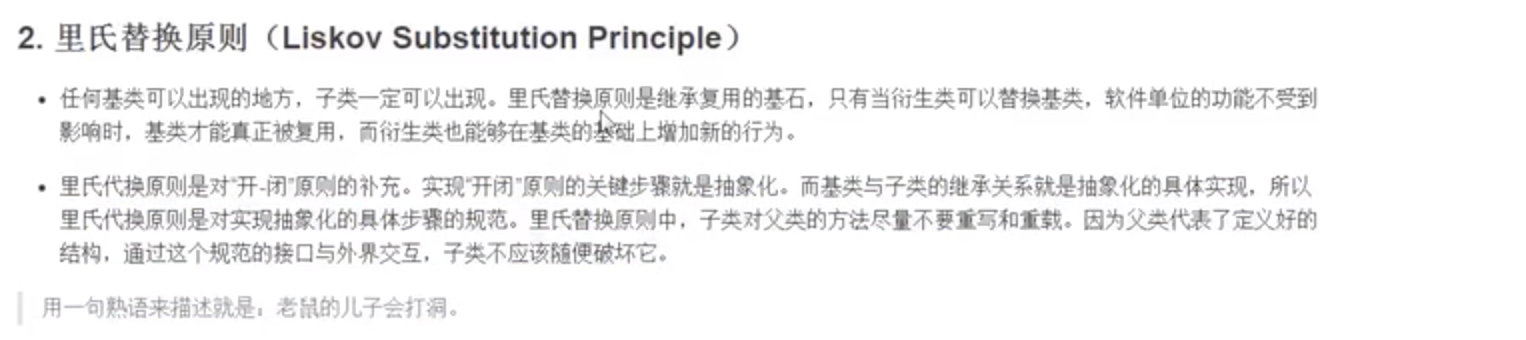 2. 里氏替换原则（Liskov Substitution Principle）
• 任何基类可以出现的地方，子类一定可以出现。里氏替换原则是继承复用的基石，只有当衍生类可以替换基类，软件单位的功能不受到
影响时，基类才能真正被复用，而衍生类也能够在基类的基础上增加新的行为。
• 里氏代换原则是对“开-闭”原则的补充。实现“开闭”原则的关键步骤就是抽象化。而基类与子类的继承关系就是抽象化的具体实现，所以
里氏代换原则是对实现抽象化的具体步骤的规范。里氏替换原则中，子类对父类的方法尽量不要重写和重载。因为父类代表了定义好的
结构，通过这个规范的接口与外界交互，子类不应该随便破坏它。
用一句熟语来描述就是：老鼠的儿子会打洞。